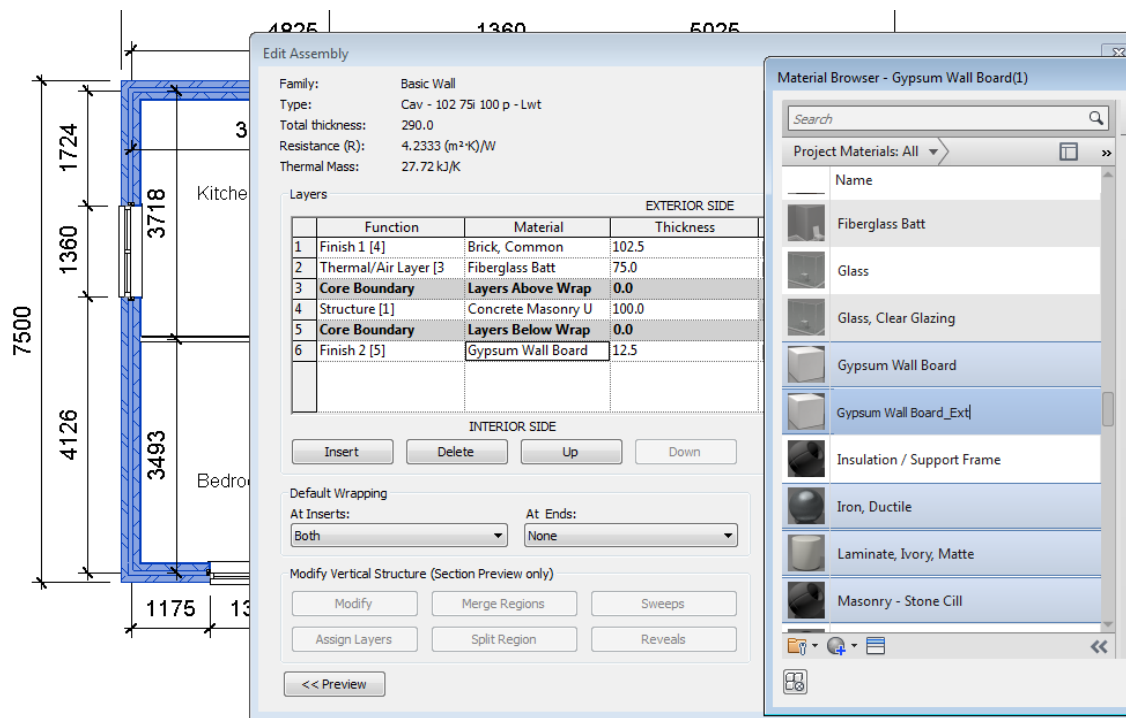 4825 1360 5025
Edit Assembly
Family: Basic Wall
Type: Cav - 102 75i 100 p - Lwt
Total thickness: 290.0
Resistance (R): 4.2333 (m²·K)/W
Thermal Mass: 27.72 kJ/K
Layers
EXTERIOR SIDE
Function Material Thickness
1 Finish 1 [4] Brick, Common 102.5
2 Thermal/Air Layer [3 Fiberglass Batt 75.0
3 Core Boundary Layers Above Wrap 0.0
4 Structure [1] Concrete Masonry U 100.0
5 Core Boundary Layers Below Wrap 0.0
6 Finish 2 [5] Gypsum Wall Board 12.5
INTERIOR SIDE
Insert Delete Up Down
Default Wrapping
At Inserts: At Ends:
Both None
Modify Vertical Structure (Section Preview only)
Modify Merge Regions Sweeps
Assign Layers Split Region Reveals
<< Preview
Material Browser - Gypsum Wall Board(1)
Search
Project Materials: All
Name
Fiberglass Batt
Glass
Glass, Clear Glazing
Gypsum Wall Board
Gypsum Wall Board_Ext
Insulation / Support Frame
Iron, Ductile
Laminate, Ivory, Matte
Masonry - Stone Cill
7500
1724
1360
4126
3718
3493
3
Kitche
Bedro
1175 13